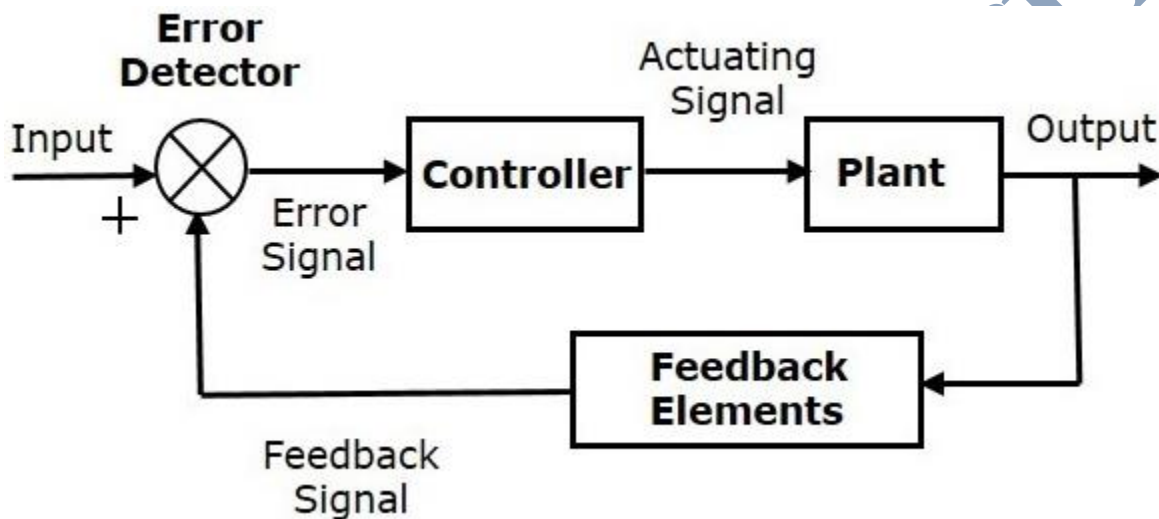 Error
Detector
Actuating
Signal
Input
Output
+
Controller
Plant
Error
Signal
Feedback
Elements
Feedback
Signal